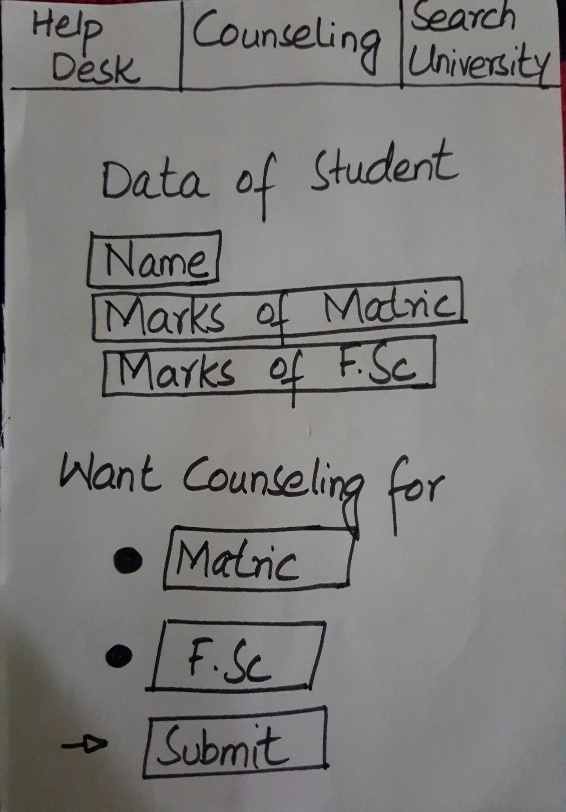 Help
Desk
Counseling
Search
University
Data of Student
Name
Marks of Matric
Marks of F.Sc
Want Counseling for
Matric
F.Sc
Submit